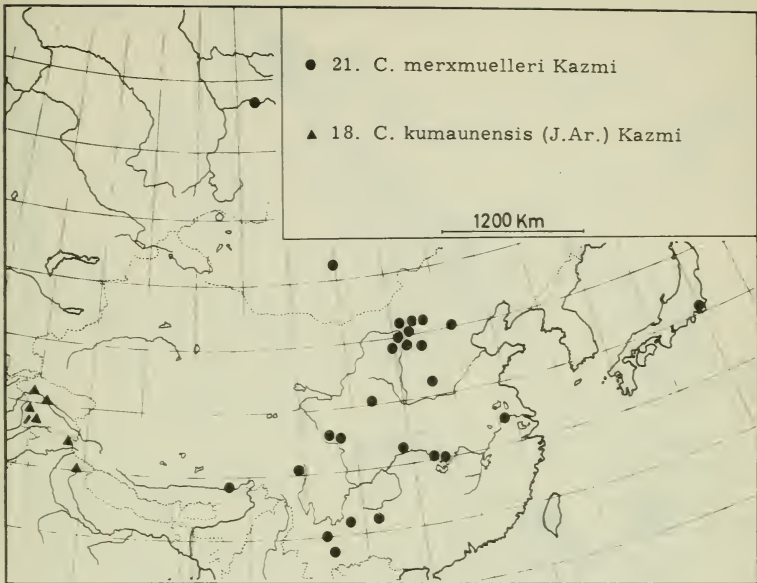 ● 21. C. merxmuelleri Kazmi
▲ 18. C. kumaunensis (J.Ar.) Kazmi
1200 Km